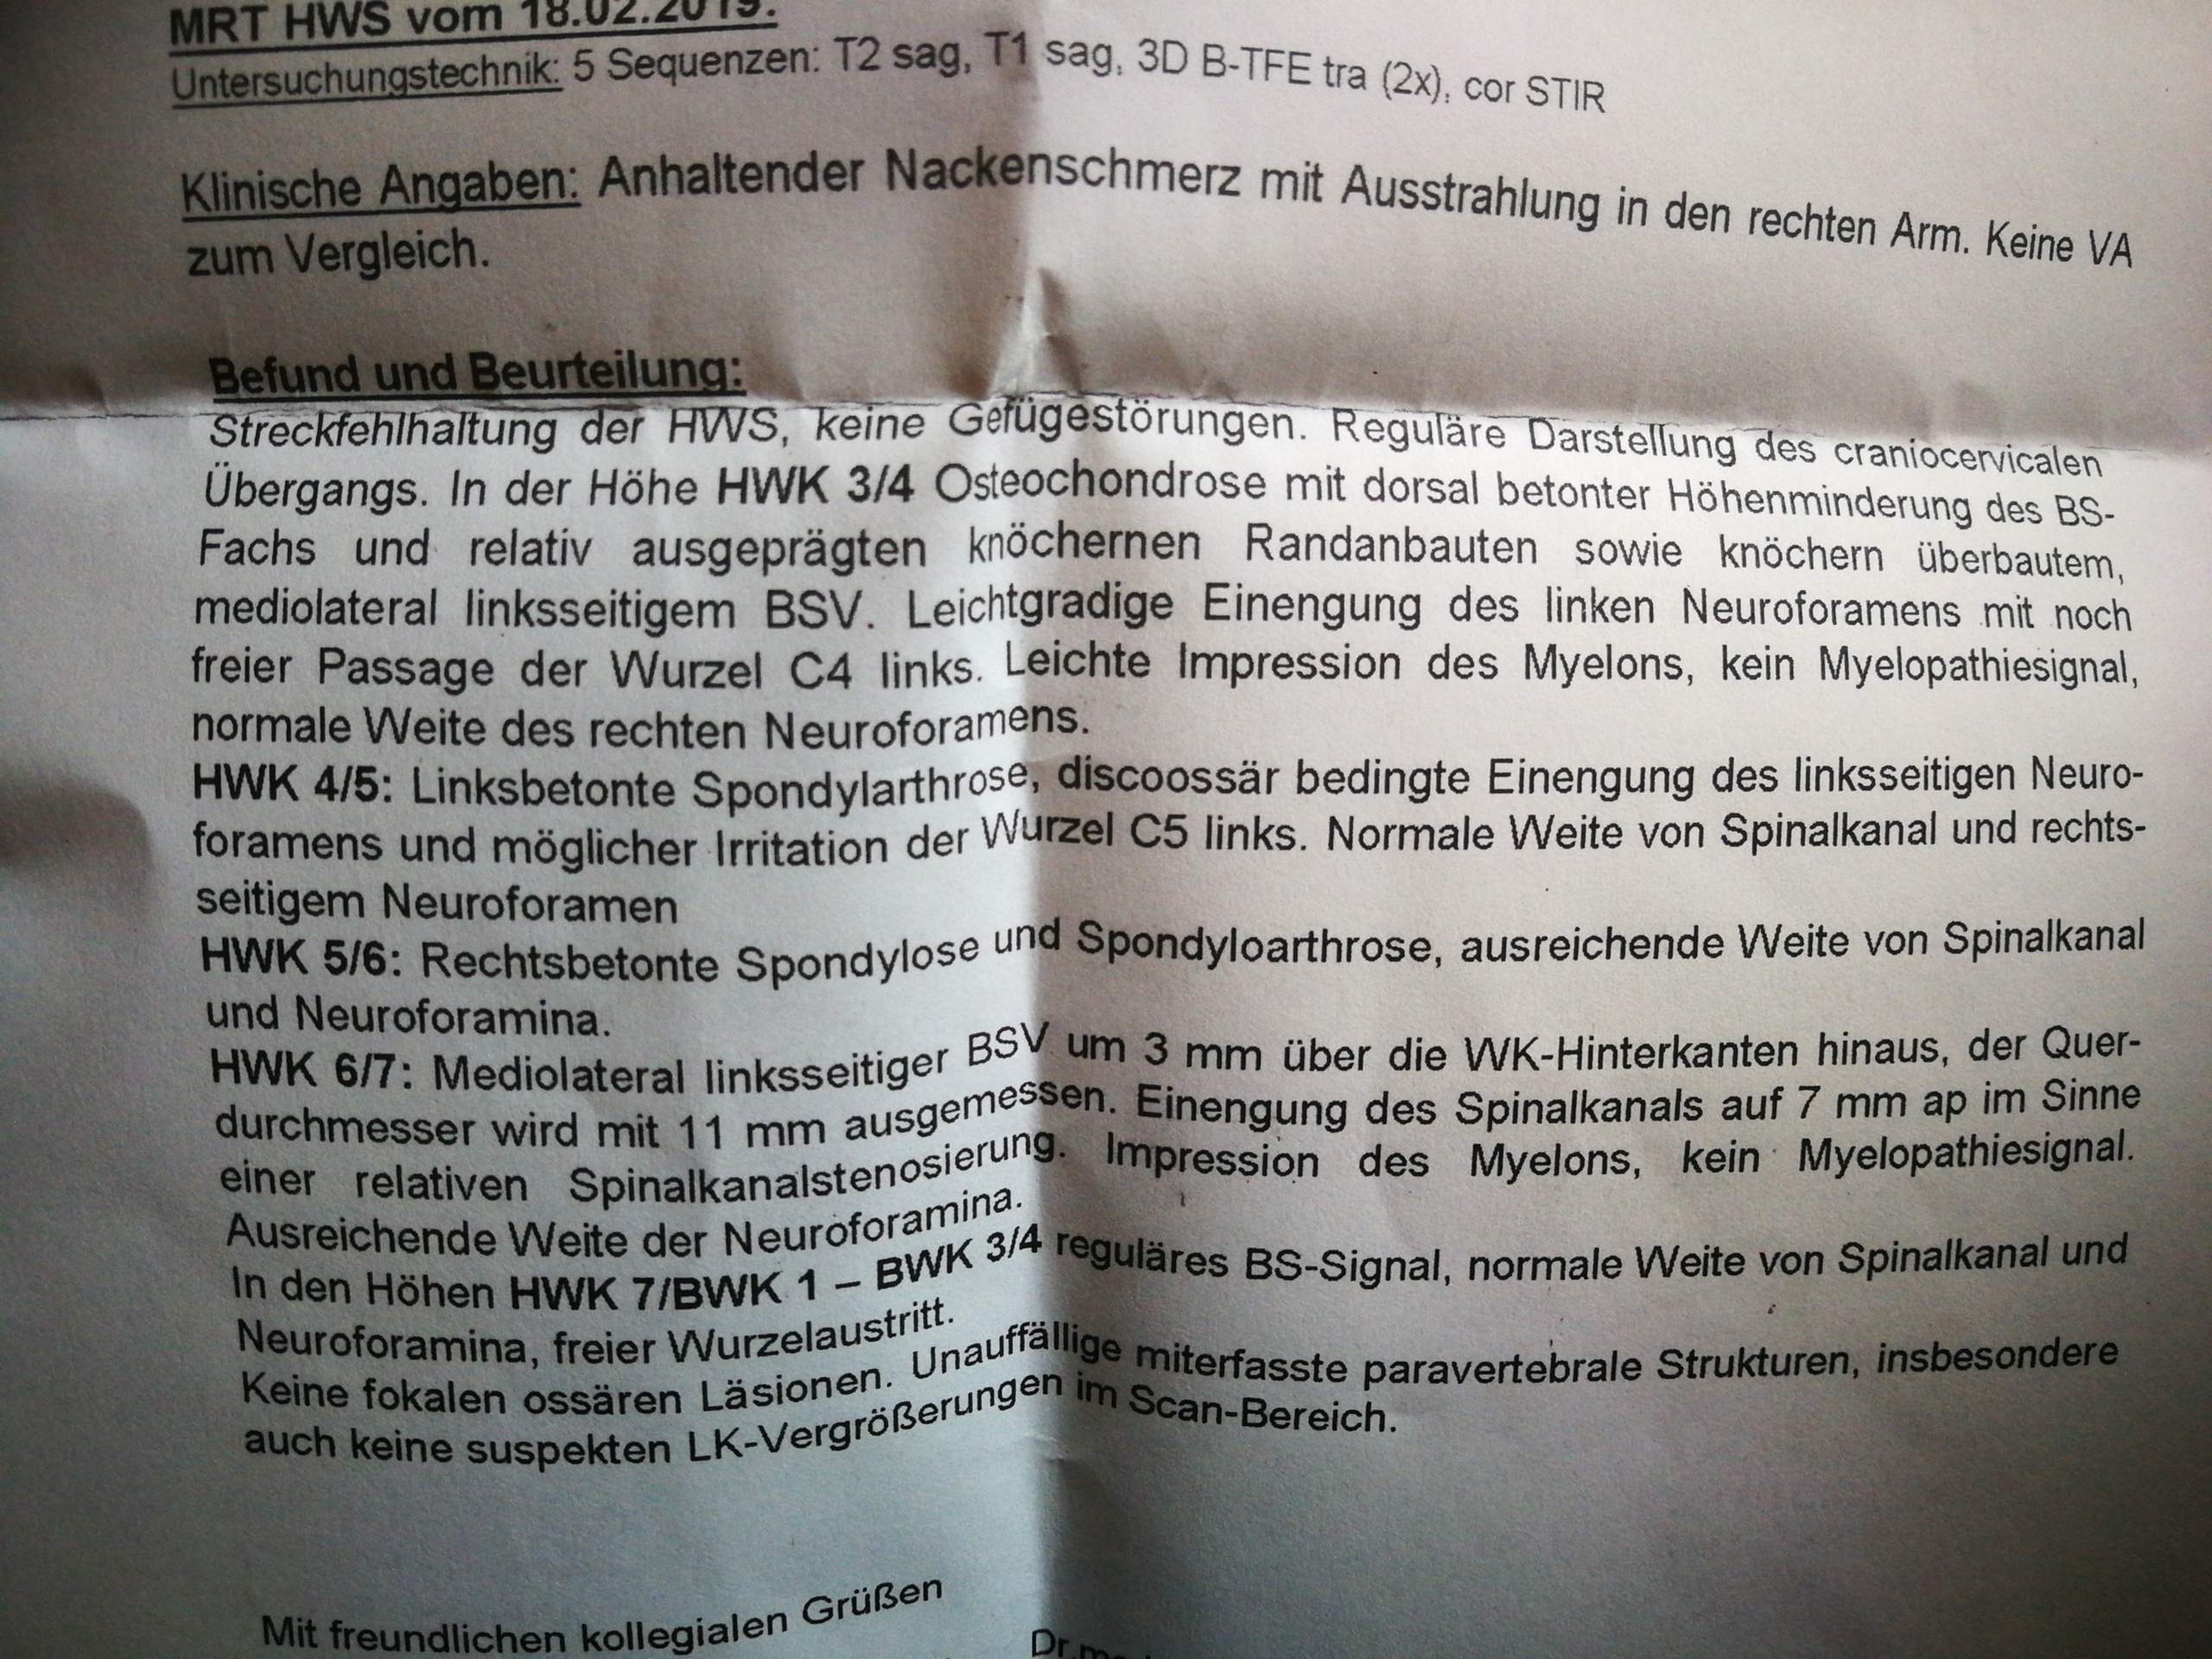 MRT HWS vom 18.02.2019:
Untersuchungstechnik: 5 Sequenzen: T2 sag, T1 sag, 3D B-TFE tra (2x), cor STIR
Klinische Angaben: Anhaltender Nackenschmerz mit Ausstrahlung in den rechten Arm. Keine VA
zum Vergleich.
Befund und Beurteilung:
Streckfehlhaltung der HWS, keine Gefügestörungen. Reguläre Darstellung des craniocervicalen
Übergangs. In der Höhe HWK 3/4 Osteochondrose mit dorsal betonter Höhenminderung des BS-
Fachs und relativ ausgeprägten knöchernen Randanbauten sowie knöchern überbautem,
mediolateral linksseitigem BSV. Leichtgradige Einengung des linken Neuroforamens mit noch
freier Passage der Wurzel C4 links. Leichte Impression des Myelons, kein Myelopathiesignal,
normale Weite des rechten Neuroforamens.
HWK 4/5: Linksbetonte Spondylarthrose, discoossär bedingte Einengung des linksseitigen Neuro-
foramens und möglicher Irritation der Wurzel C5 links. Normale Weite von Spinalkanal und rechts-
seitigem Neuroforamen
HWK 5/6: Rechtsbetonte Spondylose und Spondyloarthrose, ausreichende Weite von Spinalkanal
und Neuroforamina.
HWK 6/7: Mediolateral linksseitiger BSV um 3 mm über die WK-Hinterkanten hinaus, der Quer-
durchmesser wird mit 11 mm ausgemessen. Einengung des Spinalkanals auf 7 mm ap im Sinne
einer relativen Spinalkanalstenosierung. Impression des Myelons, kein Myelopathiesignal.
Ausreichende Weite der Neuroforamina.
In den Höhen HWK 7/BWK 1 – BWK 3/4 reguläres BS-Signal, normale Weite von Spinalkanal und
Neuroforamina, freier Wurzelaustritt.
Keine fokalen ossären Läsionen. Unauffällige miterfasste paravertebrale Strukturen, insbesondere
auch keine suspekten LK-Vergrößerungen im Scan-Bereich.
Mit freundlichen kollegialen Grüßen